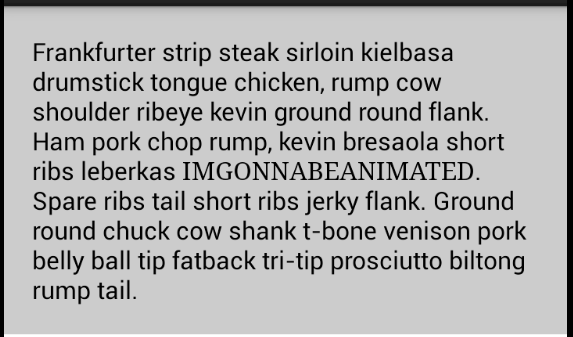 Frankfurter strip steak sirloin kielbasa
drumstick tongue chicken, rump cow
shoulder ribeye kevin ground round flank.
Ham pork chop rump, kevin bresaola short
ribs leberkas IMGONNABEANIMATED.
Spare ribs tail short ribs jerky flank. Ground
round chuck cow shank t-bone venison pork
belly ball tip fatback tri-tip prosciutto biltong
rump tail.